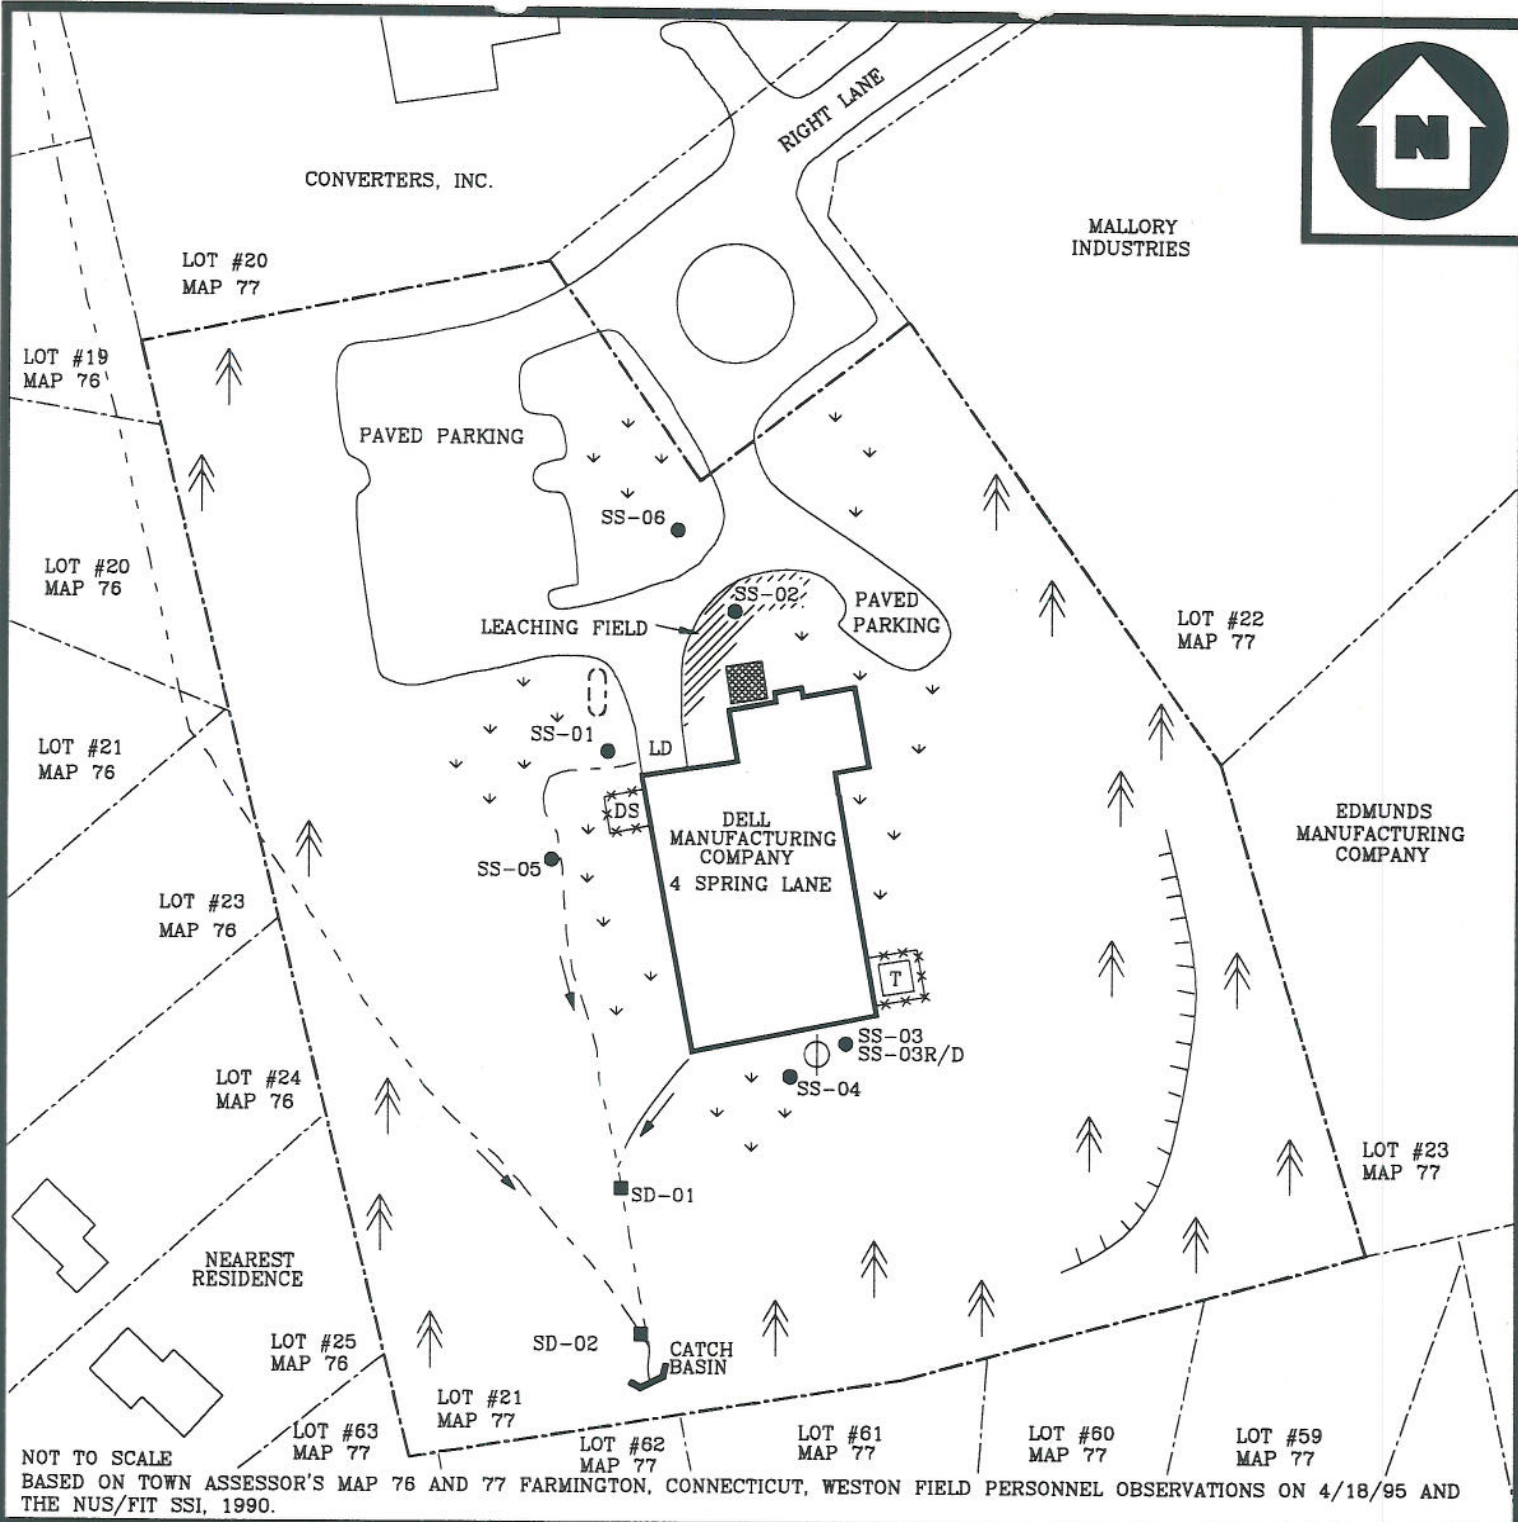 RIGHT LANE
N
CONVERTERS, INC.
MALLORY
INDUSTRIES
LOT #20
MAP 77
LOT #19
MAP 76
PAVED PARKING
SS-06
LOT #20
MAP 76
SS-02
PAVED
PARKING
LEACHING FIELD
LOT #22
MAP 77
SS-01
LD
LOT #21
MAP 76
DS
DELL
MANUFACTURING
COMPANY
4 SPRING LANE
EDMUNDS
MANUFACTURING
COMPANY
SS-05
LOT #23
MAP 76
T
SS-03
SS-03R/D
SS-04
LOT #24
MAP 76
LOT #23
MAP 77
SD-01
NEAREST
RESIDENCE
SD-02
CATCH
BASIN
LOT #25
MAP 76
LOT #21
MAP 77
LOT #63
MAP 77
LOT #62
MAP 77
LOT #61
MAP 77
LOT #60
MAP 77
LOT #59
MAP 77
NOT TO SCALE
BASED ON TOWN ASSESSOR'S MAP 76 AND 77 FARMINGTON, CONNECTICUT, WESTON FIELD PERSONNEL OBSERVATIONS ON 4/18/95 AND
THE NUS/FIT SSI, 1990.